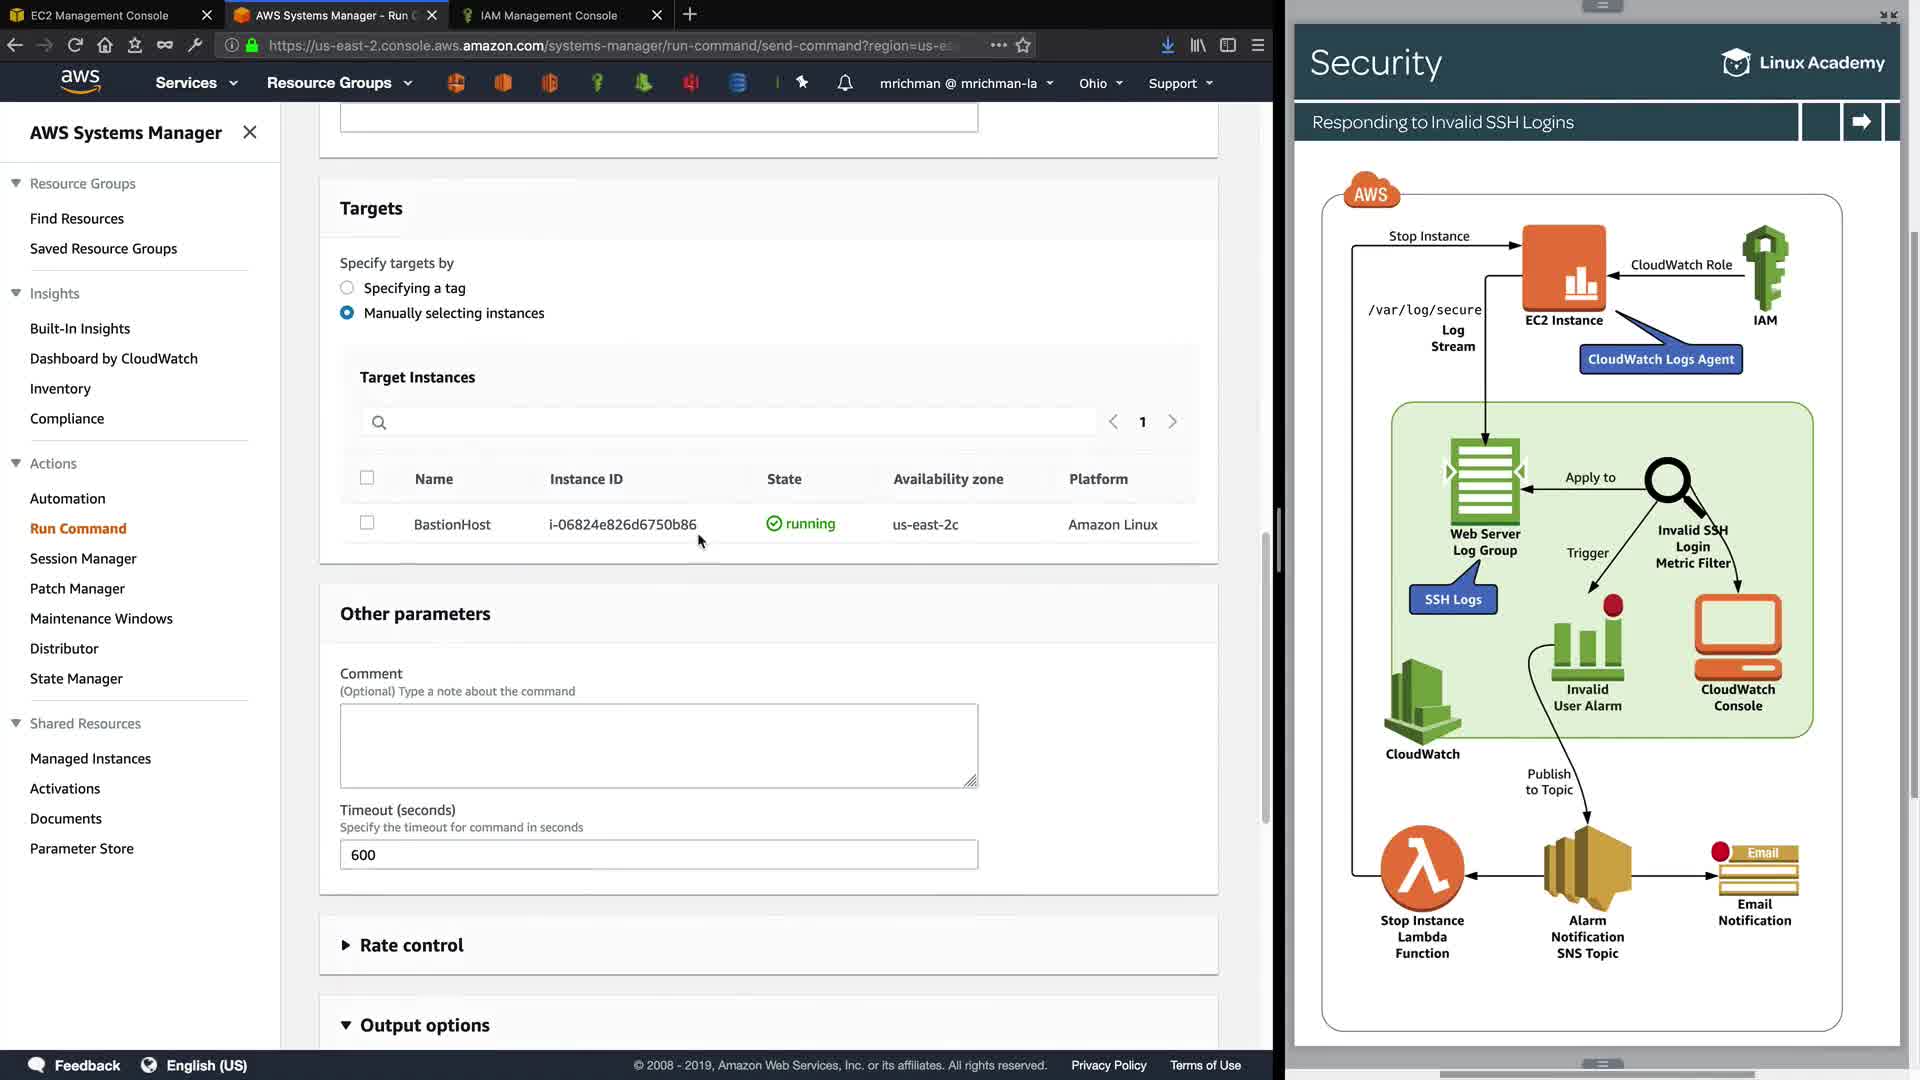 EC2 Management Console
AWS Systems Manager - Run C
IAM Management Console
https://us-east-2.console.aws.amazon.com/systems-manager/run-command/send-command?region=us-ea
aws
Services
Resource Groups
mrichman @ mrichman-la
Ohio
Support
AWS Systems Manager
Resource Groups
Find Resources
Saved Resource Groups
Insights
Built-In Insights
Dashboard by CloudWatch
Inventory
Compliance
Actions
Automation
Run Command
Session Manager
Patch Manager
Maintenance Windows
Distributor
State Manager
Shared Resources
Managed Instances
Activations
Documents
Parameter Store
Targets
Specify targets by
Specifying a tag
Manually selecting instances
Target Instances
1
Name Instance ID State Availability zone Platform
BastionHost i-06824e826d6750b86 running us-east-2c Amazon Linux
Other parameters
Comment
(Optional) Type a note about the command
Timeout (seconds)
Specify the timeout for command in seconds
600
Rate control
Output options
Feedback
English (US)
© 2008 - 2019, Amazon Web Services, Inc. or its affiliates. All rights reserved.
Privacy Policy
Terms of Use
Security
Linux Academy
Responding to Invalid SSH Logins
AWS
Stop Instance
CloudWatch Role
/var/log/secure
Log
Stream
EC2 Instance
IAM
CloudWatch Logs Agent
Apply to
Web Server
Log Group
Invalid SSH
Login
Metric Filter
Trigger
SSH Logs
Invalid
User Alarm
CloudWatch
Console
CloudWatch
Publish
to Topic
Stop Instance
Lambda
Function
Alarm
Notification
SNS Topic
Email
Email
Notification